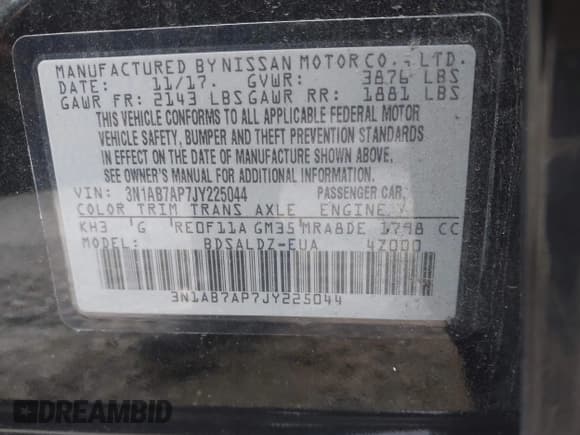 MANUFACTURED BY NISSAN MOTOR CO., LTD.
DATE: 11/17. GVWR: 3876 LBS
GAWR FR: 2143 LBS GAWR RR: 1881 LBS
THIS VEHICLE CONFORMS TO ALL APPLICABLE FEDERAL MOTOR
VEHICLE SAFETY, BUMPER AND THEFT PREVENTION STANDARDS
IN EFFECT ON THE DATE OF MANUFACTURE SHOWN ABOVE.
SEE OWNER'S MANUAL FOR ADDITIONAL INFORMATION.
VIN: 3N1AB7AP7JY225044 PASSENGER CAR
COLOR TRIM TRANS AXLE ENGINE
KH3 G RE0F11A GM35 MRA8DE 1798 CC
MODEL: BDSALDZ-EUA 4Z000
3N1AB7AP7JY225044
DREAMBID